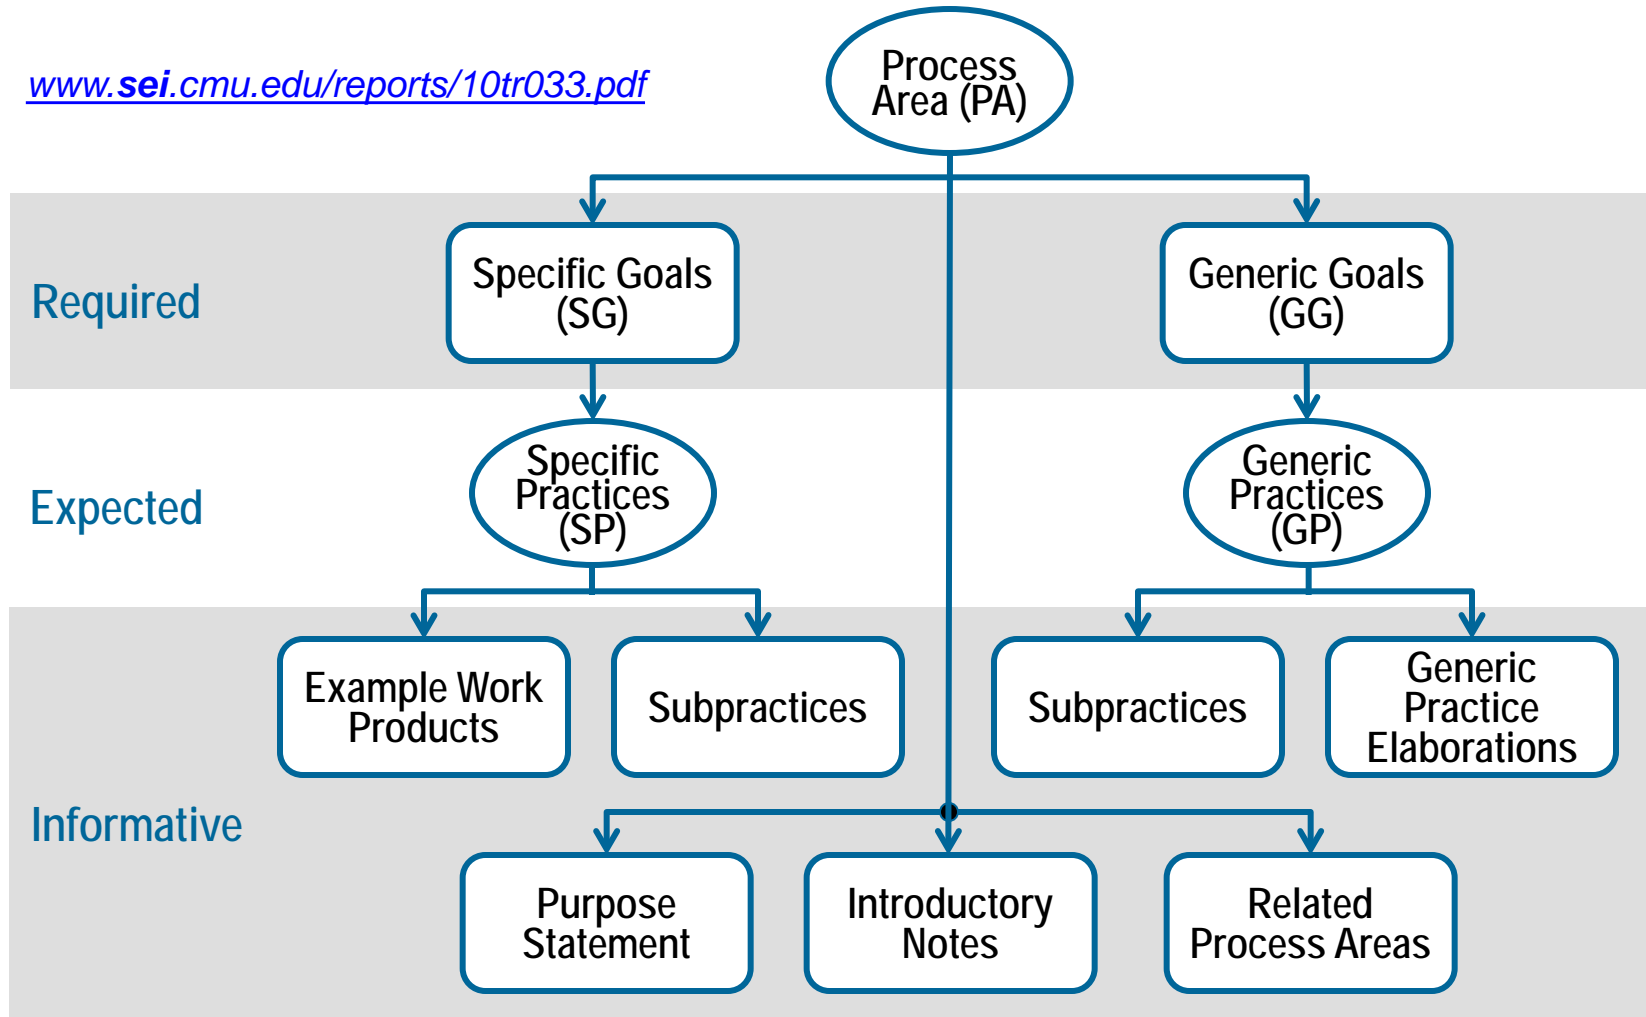 www.sei.cmu.edu/reports/10tr033.pdf
Process
Area (PA)
Required
Specific Goals
(SG)
Generic Goals
(GG)
Expected
Specific
Practices
(SP)
Generic
Practices
(GP)
Informative
Example Work
Products
Subpractices
Subpractices
Generic
Practice
Elaborations
Purpose
Statement
Introductory
Notes
Related
Process Areas